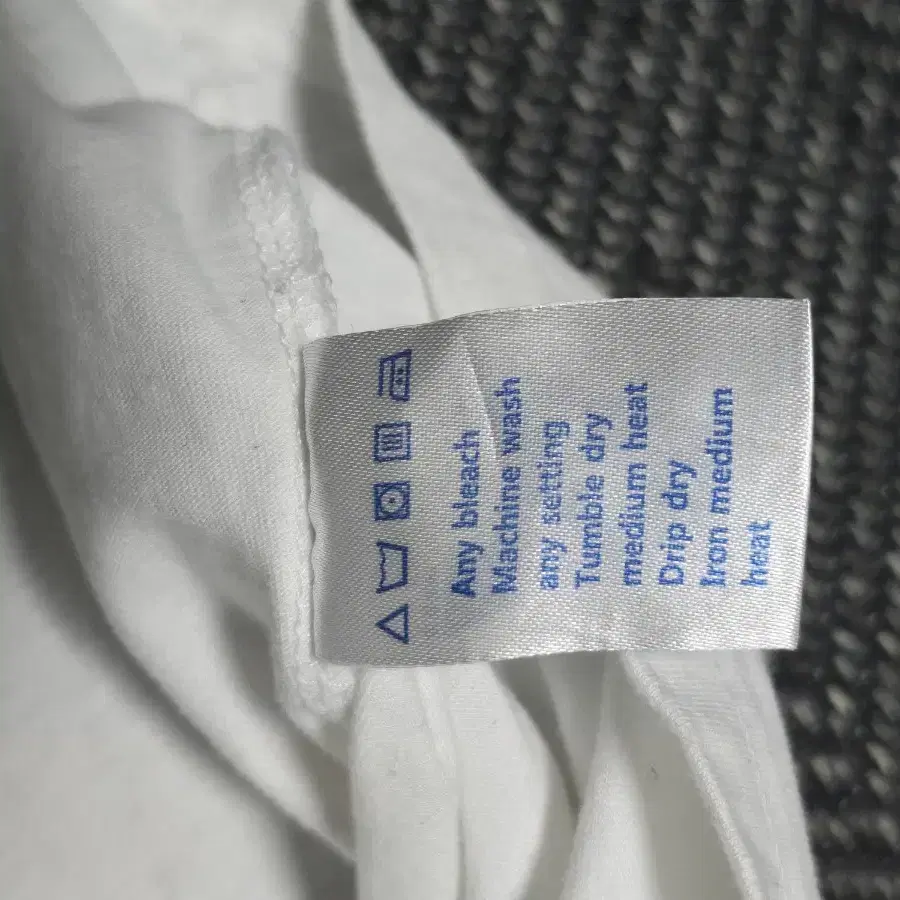 Any bleach
Machine wash
any setting
Tumble dry
medium heat
Drip dry
Iron medium
heat